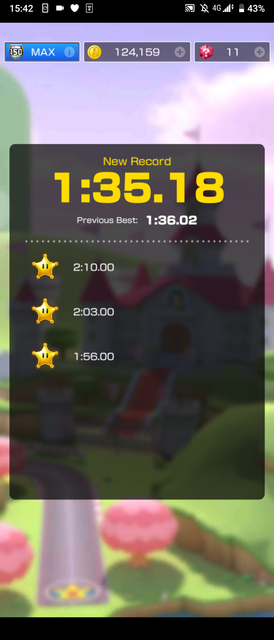 15:42 4G 43%
150 MAX i 124,159 + 11 +
New Record
1:35.18
Previous Best: 1:36.02
2:10.00
2:03.00
1:56.00